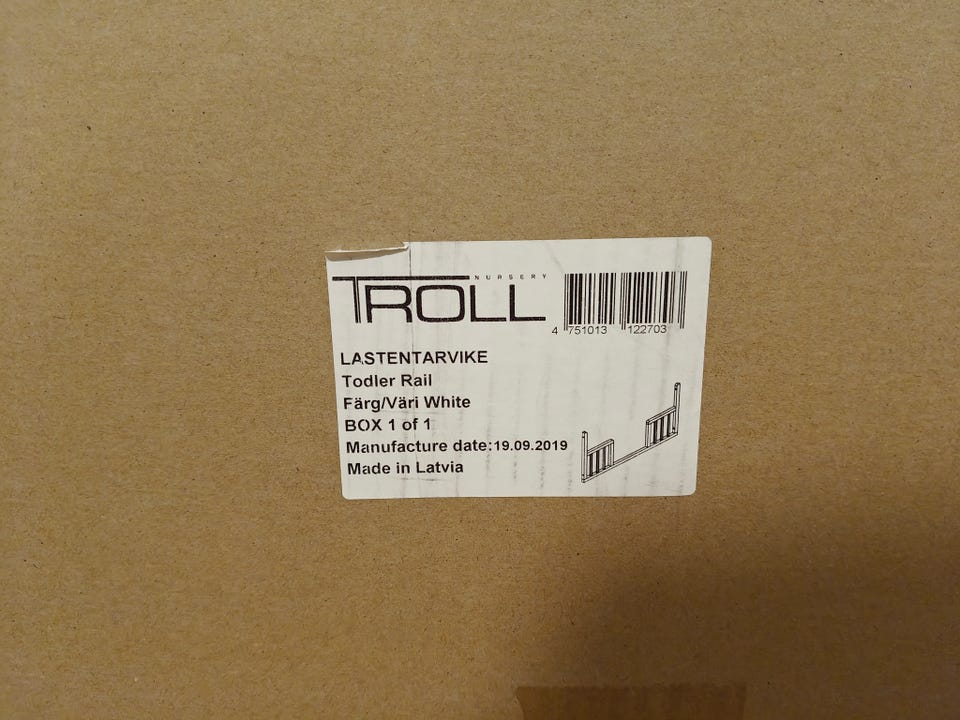 NURSERY
TROLL
4 751013 122703
LASTENTARVIKE
Todler Rail
Färg/Väri White
BOX 1 of 1
Manufacture date:19.09.2019
Made in Latvia